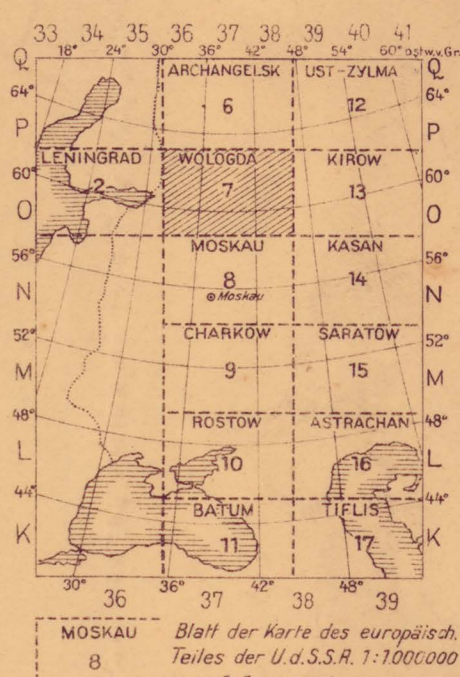 33 34 35 36 37 38 39 40 41
18° 24° 30° 36° 38° 42° 48° 54° 60° ostw.v.Gr.
Q ARCHANGELSK UST-ZYLMA Q
64° 6 12 64°
P P
LENINGRAD WOLOGDA KIROW
60° 2 7 13 60°
O O
MOSKAU KASAN
56° 8 14 56°
Moskau
N N
52° CHARKOW SARATOW 52°
9 15
M M
48° ROSTOW ASTRACHAN 48°
L 10 16 L
44° 44°
BATUM TIFLIS
K 11 17 K
30° 36° 42° 48°
36 37 38 39
MOSKAU Blatt der Karte des europäisch.
8 Teiles der U.d.S.S.R. 1:1.000000